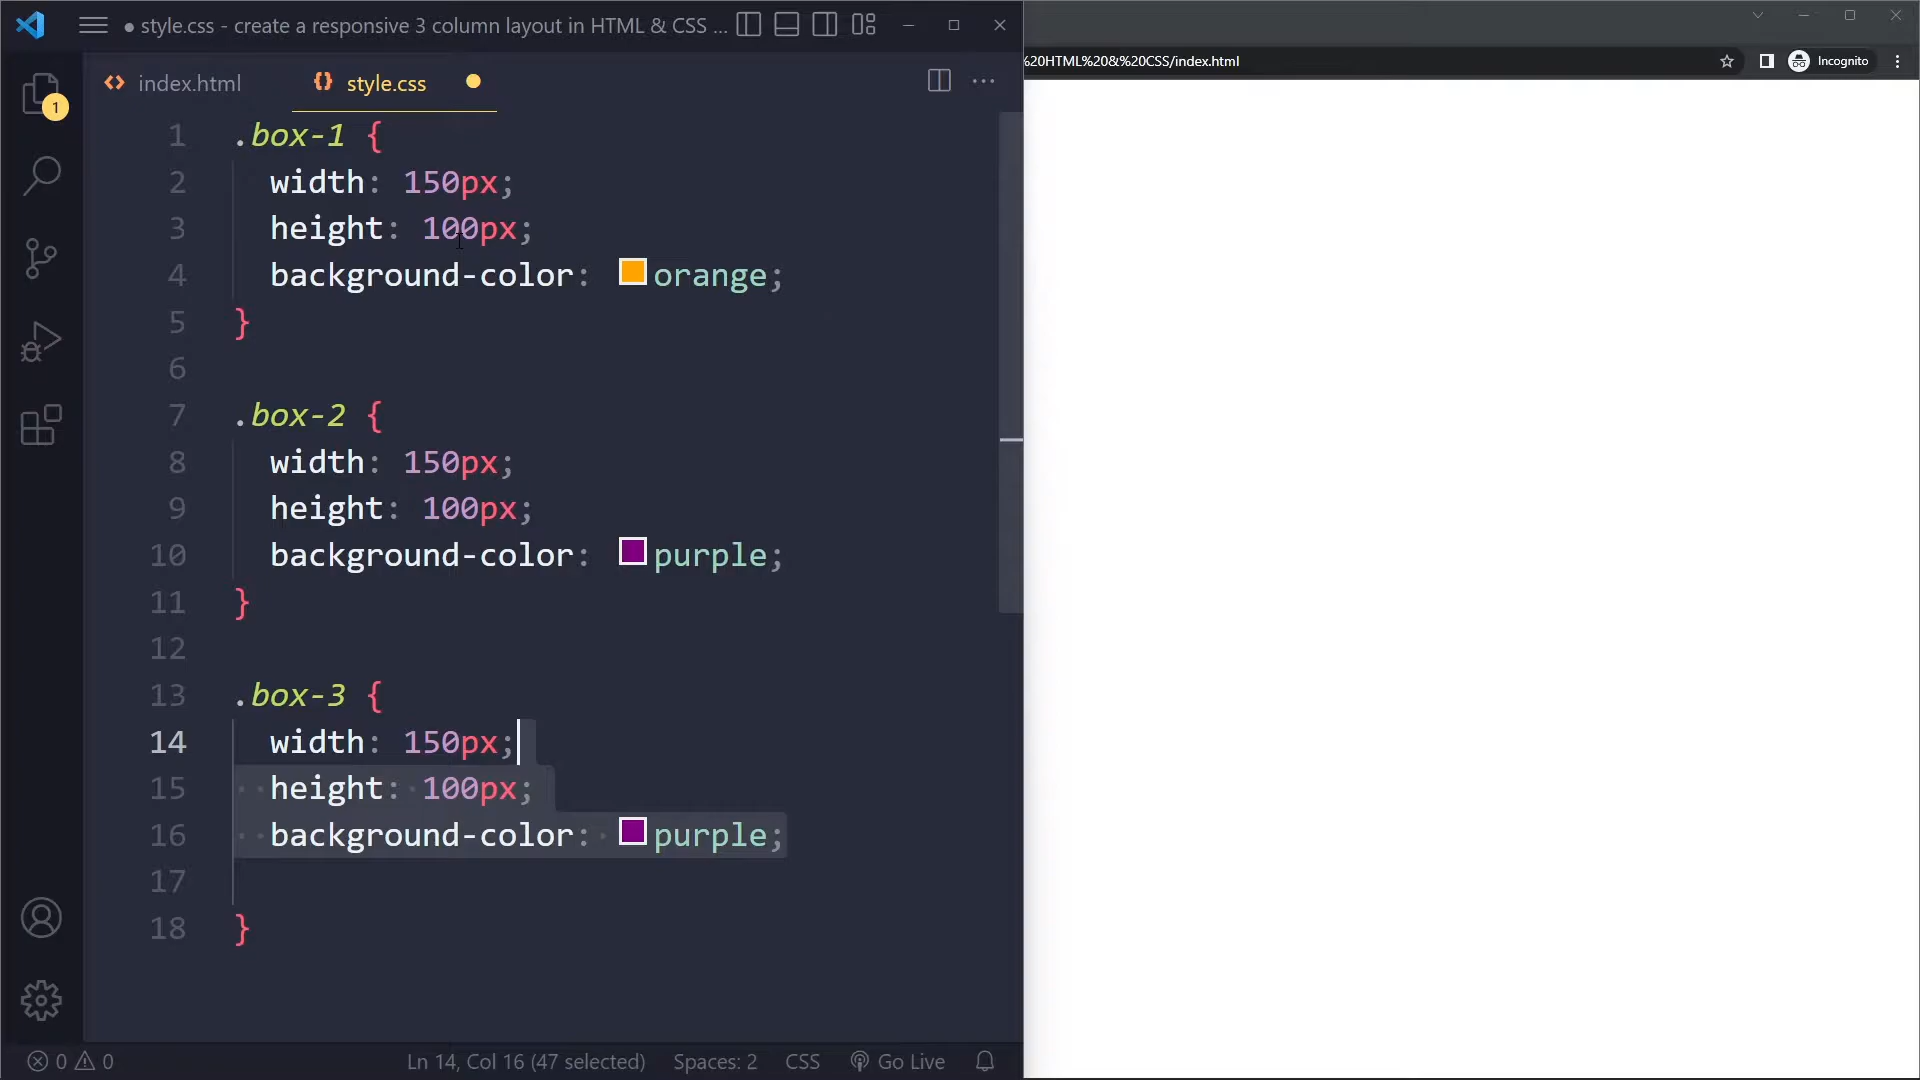 ● style.css - create a responsive 3 column layout in HTML & CSS ...
%20HTML%20&%20CSS/index.html
Incognito
index.html
style.css
1
1 .box-1 {
2 width: 150px;
3 height: 100px;
4 background-color: orange;
5 }
6
7 .box-2 {
8 width: 150px;
9 height: 100px;
10 background-color: purple;
11 }
12
13 .box-3 {
14 width: 150px;
15 height: 100px;
16 background-color: purple;
17
18 }
0 0 Ln 14, Col 16 (47 selected) Spaces: 2 CSS Go Live